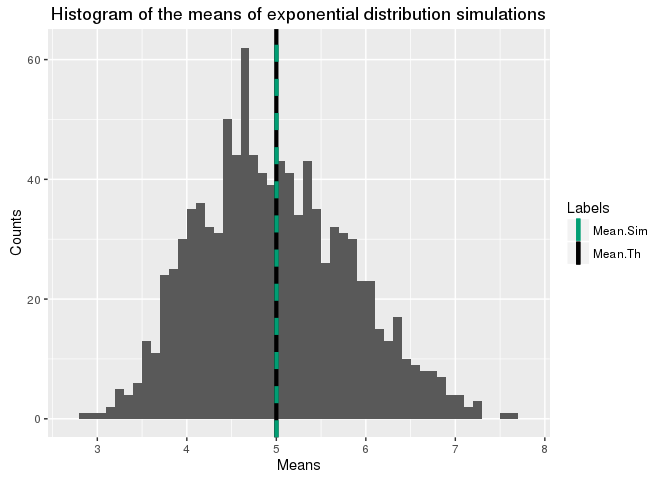 Histogram of the means of exponential distribution simulations
60
40
20
0
Counts
3 4 5 6 7 8
Means
Labels
Mean.Sim
Mean.Th